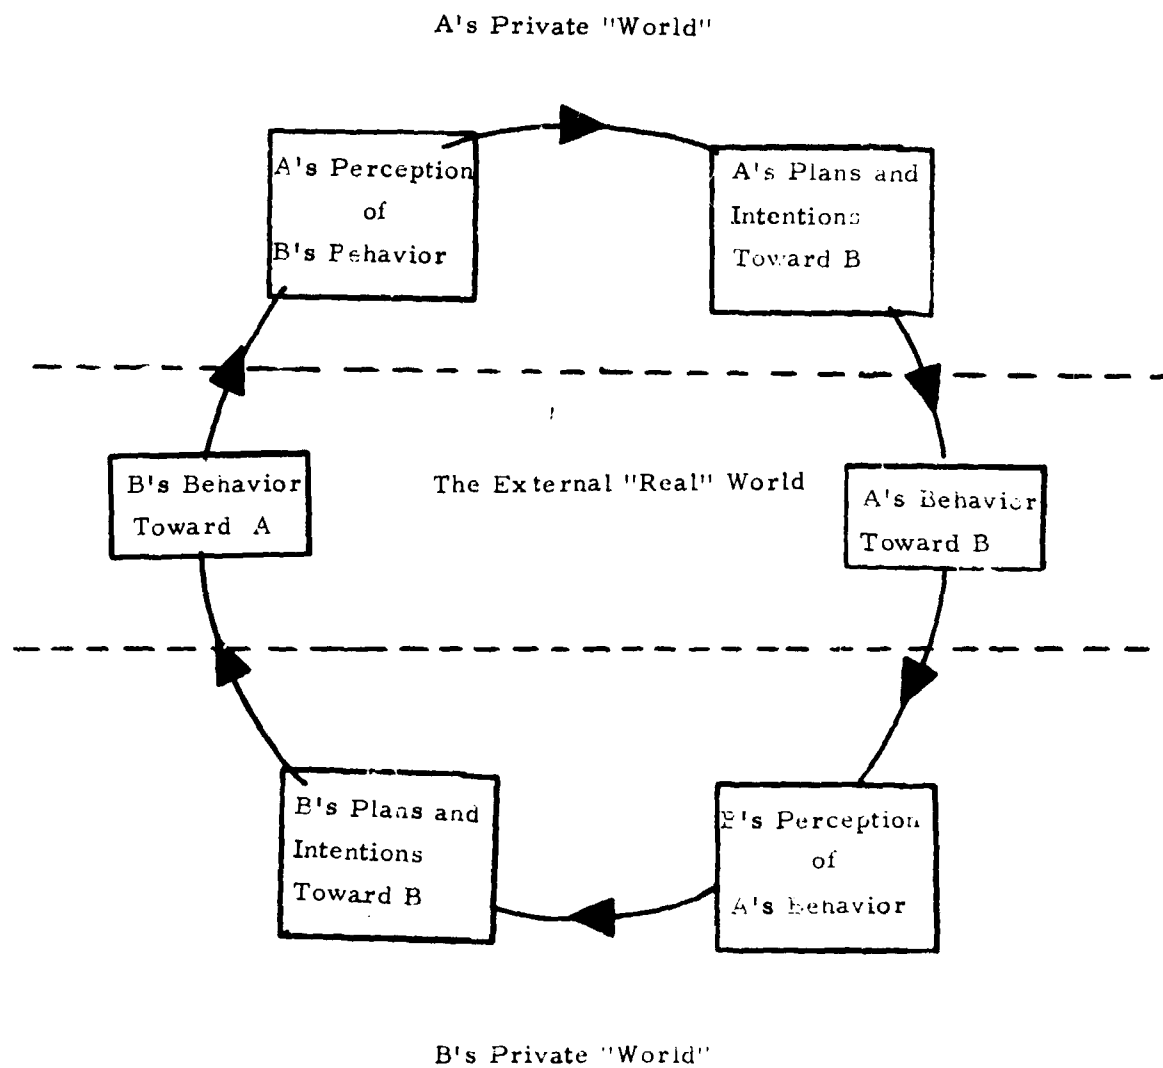 A's Private "World"
A's Perception
of
B's Pehavior
A's Plans and
Intentions
Toward B
B's Behavior
Toward A
The External "Real" World
A's Behavior
Toward B
B's Plans and
Intentions
Toward B
B's Perception
of
A's Behavior
B's Private "World"